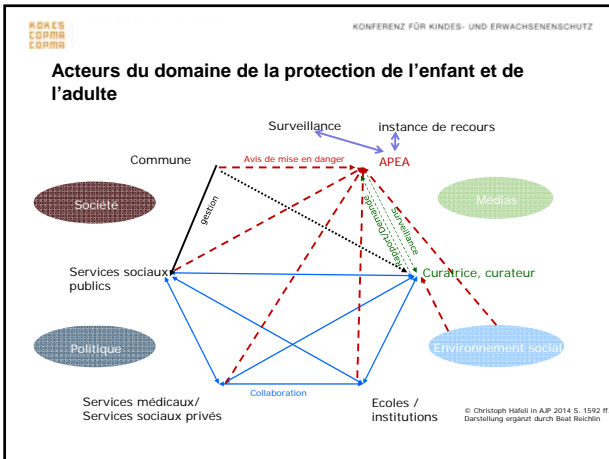 KOKES
COPMA
COPMA
KONFERENZ FÜR KINDES- UND ERWACHSENENSCHUTZ
Acteurs du domaine de la protection de l'enfant et de
l'adulte
Surveillance
instance de recours
Commune
Avis de mise en danger
APEA
Société
Médias
gestion
Surveillance
Rapport/Demande
Services sociaux
publics
Curatrice, curateur
Politique
Environnement social
Collaboration
Services médicaux/
Services sociaux privés
Ecoles /
institutions
© Christoph Häfeli in AJP 2014 S. 1592 ff.
Darstellung ergänzt durch Beat Reichlin